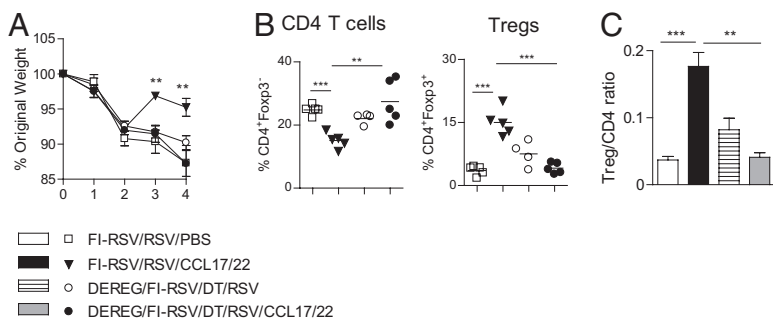 A
% Original Weight
105
100
95
90
85
0 1 2 3 4
** **
B
CD4 T cells
% CD4+Foxp3-
40
20
0
***
**
Tregs
% CD4+Foxp3+
30
15
0
***
***
C
Treg/CD4 ratio
0.2
0.1
0
***
**
FI-RSV/RSV/PBS
FI-RSV/RSV/CCL17/22
DEREG/FI-RSV/DT/RSV
DEREG/FI-RSV/DT/RSV/CCL17/22